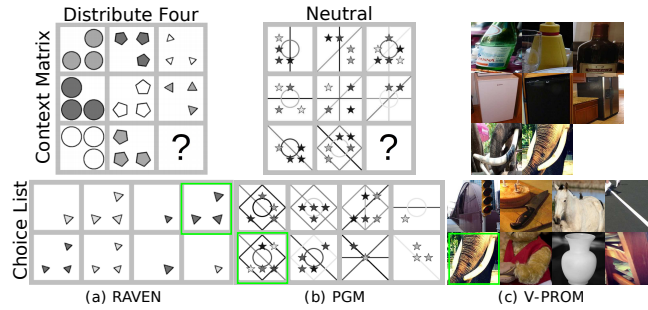 Distribute Four
Neutral
Context Matrix
?
?
Choice List
(a) RAVEN
(b) PGM
(c) V-PROM